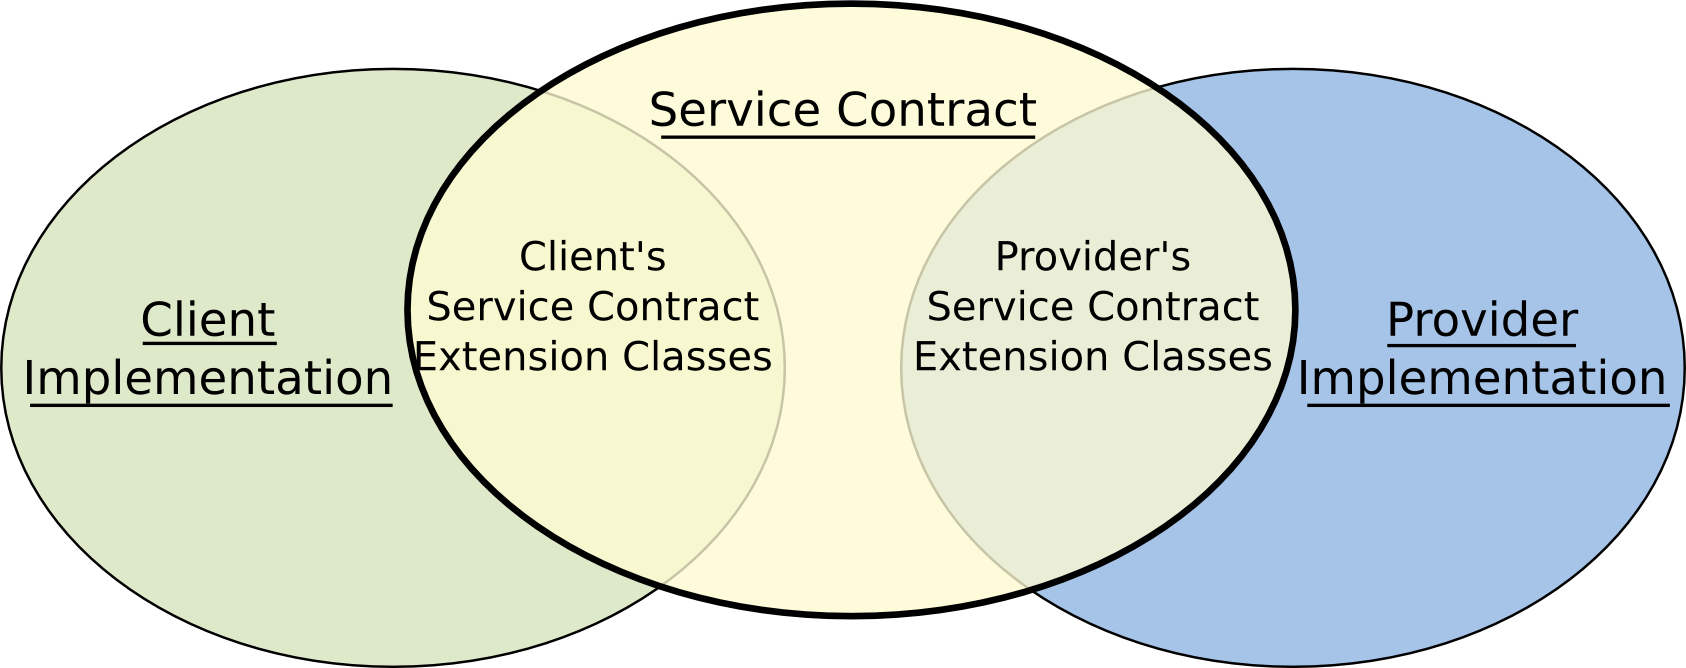 Service Contract
Client's
Service Contract
Extension Classes
Provider's
Service Contract
Extension Classes
Client
Implementation
Provider
Implementation